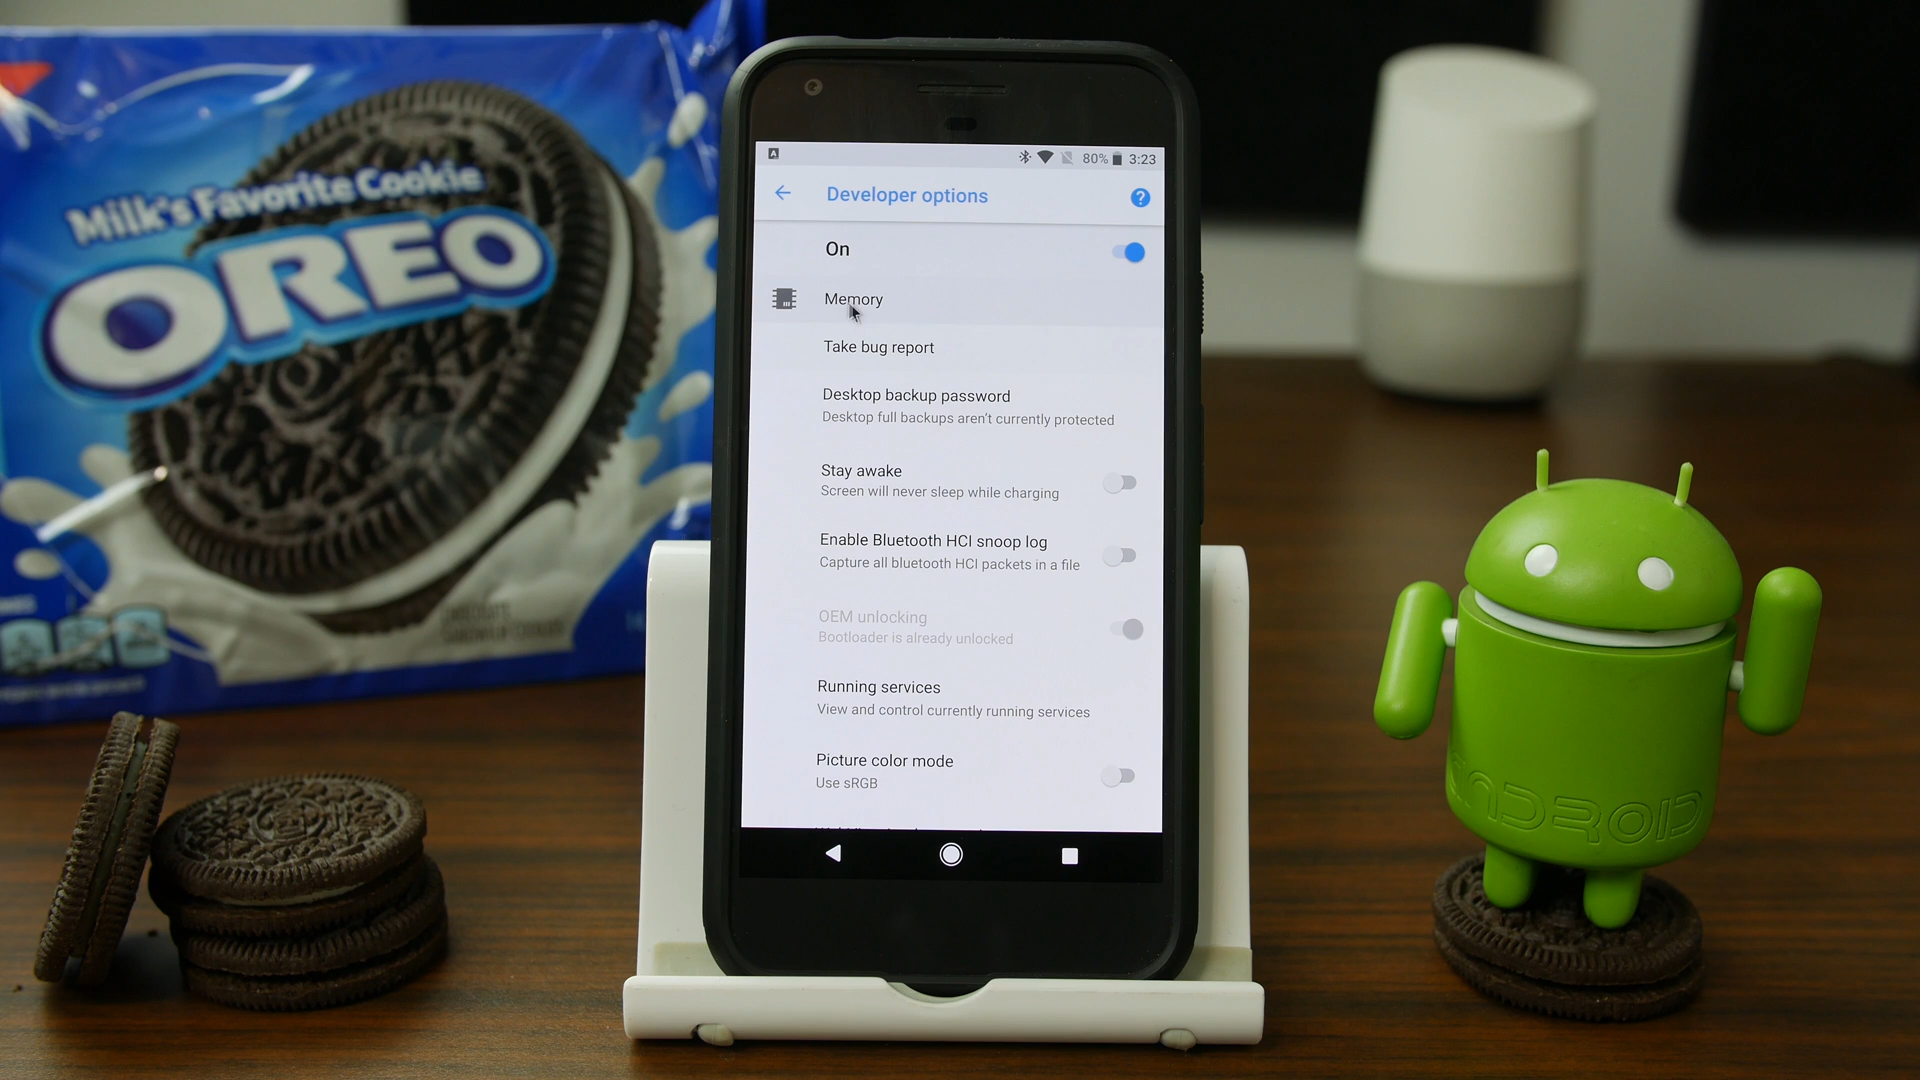 Milk's Favorite Cookie
OREO
80% 3:23
Developer options
On
Memory
Take bug report
Desktop backup password
Desktop full backups aren't currently protected
Stay awake
Screen will never sleep while charging
Enable Bluetooth HCI snoop log
Capture all bluetooth HCI packets in a file
OEM unlocking
Bootloader is already unlocked
Running services
View and control currently running services
Picture color mode
Use sRGB
ANDROID
CHOCOLATE
SANDWICH COOKIES